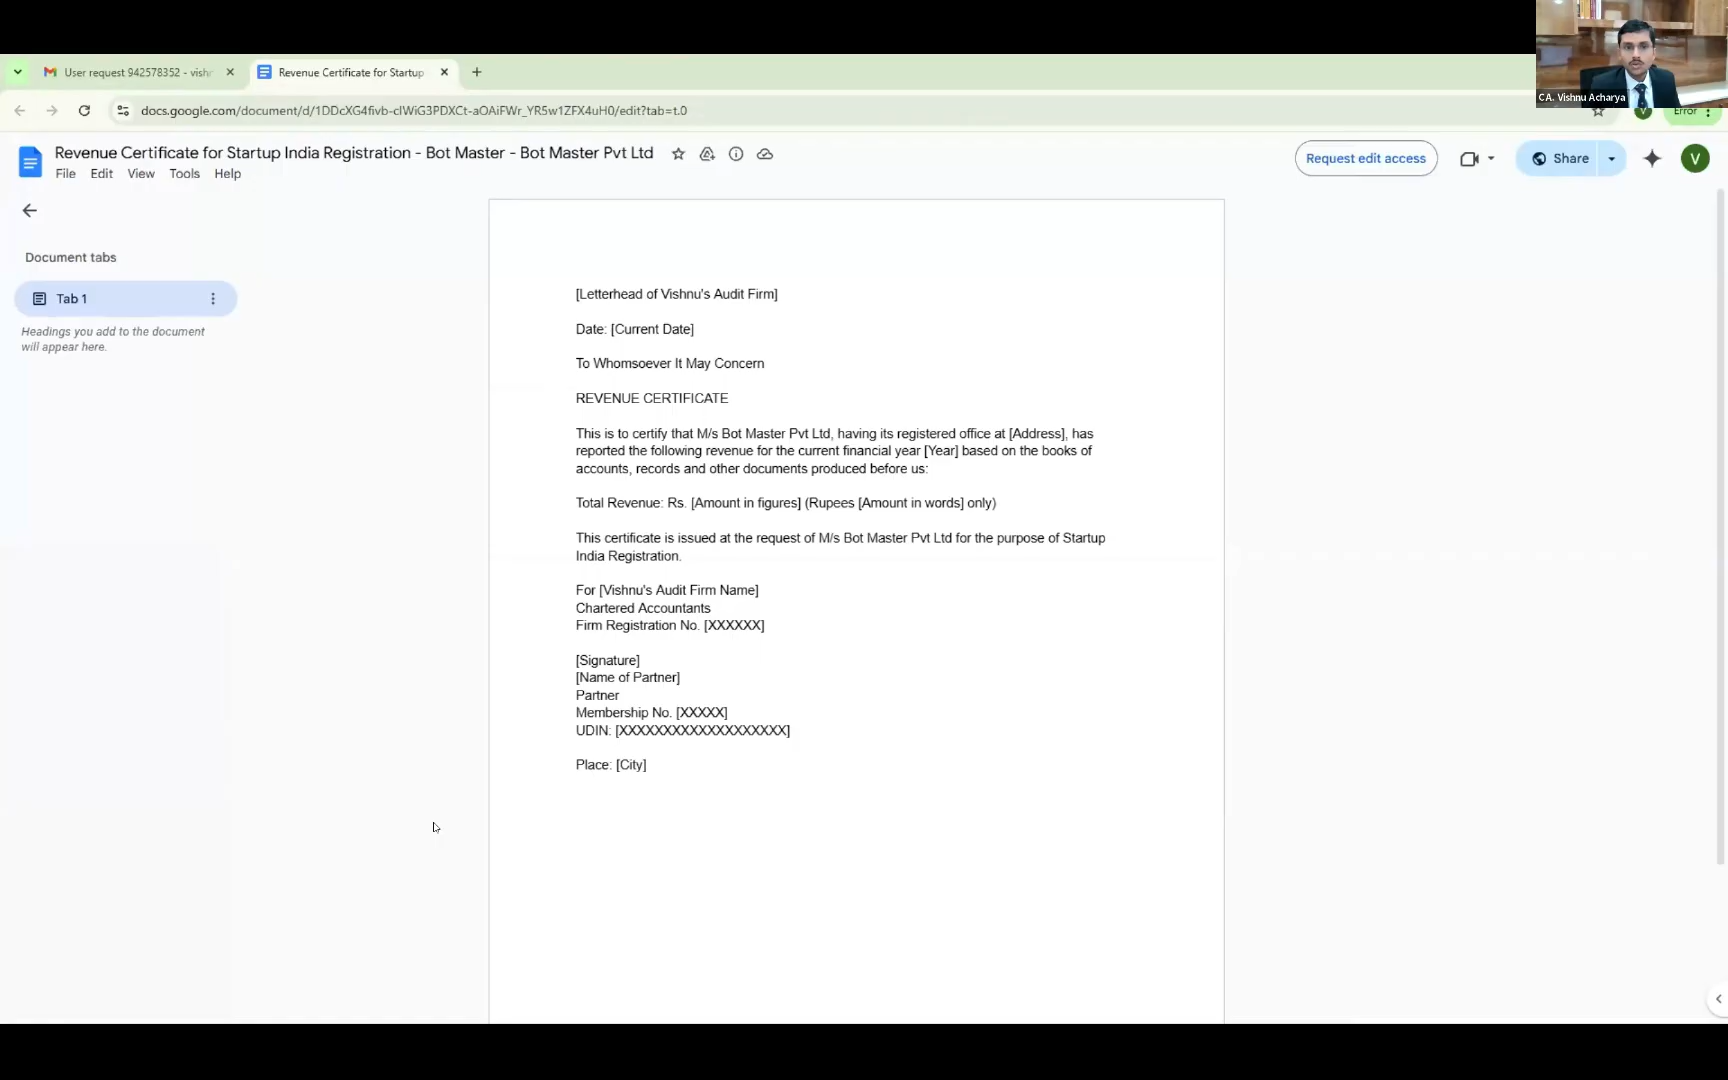 CA. Vishnu Acharya
User request 942578352 - vishn
Revenue Certificate for Startup
docs.google.com/document/d/1DDcXG4fivb-cIWiG3PDXCt-aOAiFWr_YR5w1ZFX4uH0/edit?tab=t.0
V
Error
Revenue Certificate for Startup India Registration - Bot Master - Bot Master Pvt Ltd
File Edit View Tools Help
Request edit access
Share
V
Document tabs
Tab 1
Headings you add to the document
will appear here.
[Letterhead of Vishnu's Audit Firm]
Date: [Current Date]
To Whomsoever It May Concern
REVENUE CERTIFICATE
This is to certify that M/s Bot Master Pvt Ltd, having its registered office at [Address], has
reported the following revenue for the current financial year [Year] based on the books of
accounts, records and other documents produced before us:
Total Revenue: Rs. [Amount in figures] (Rupees [Amount in words] only)
This certificate is issued at the request of M/s Bot Master Pvt Ltd for the purpose of Startup
India Registration.
For [Vishnu's Audit Firm Name]
Chartered Accountants
Firm Registration No. [XXXXXX]
[Signature]
[Name of Partner]
Partner
Membership No. [XXXXX]
UDIN: [XXXXXXXXXXXXXXXXXXX]
Place: [City]